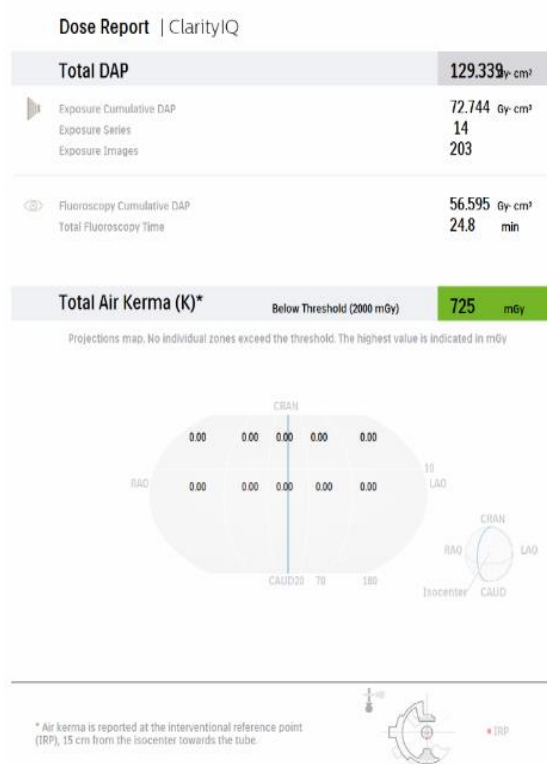 Dose Report | ClarityIQ
Total DAP 129.339 Gy· cm²
Exposure Cumulative DAP 72.744 Gy· cm²
Exposure Series 14
Exposure Images 203
Fluoroscopy Cumulative DAP 56.595 Gy· cm²
Total Fluoroscopy Time 24.8 min
Total Air Kerma (K)* Below Threshold (2000 mGy) 725 mGy
Projections map. No individual zones exceed the threshold. The highest value is indicated in mGy
CRAN
0.00 0.00 0.00 0.00 0.00
10
RAO 0.00 0.00 0.00 0.00 0.00 LAO
CRAN
RAO LAO
CAUD 20 70 180
Isocenter CAUD
* Air kerma is reported at the interventional reference point
(IRP), 15 cm from the isocenter towards the tube.
IRP